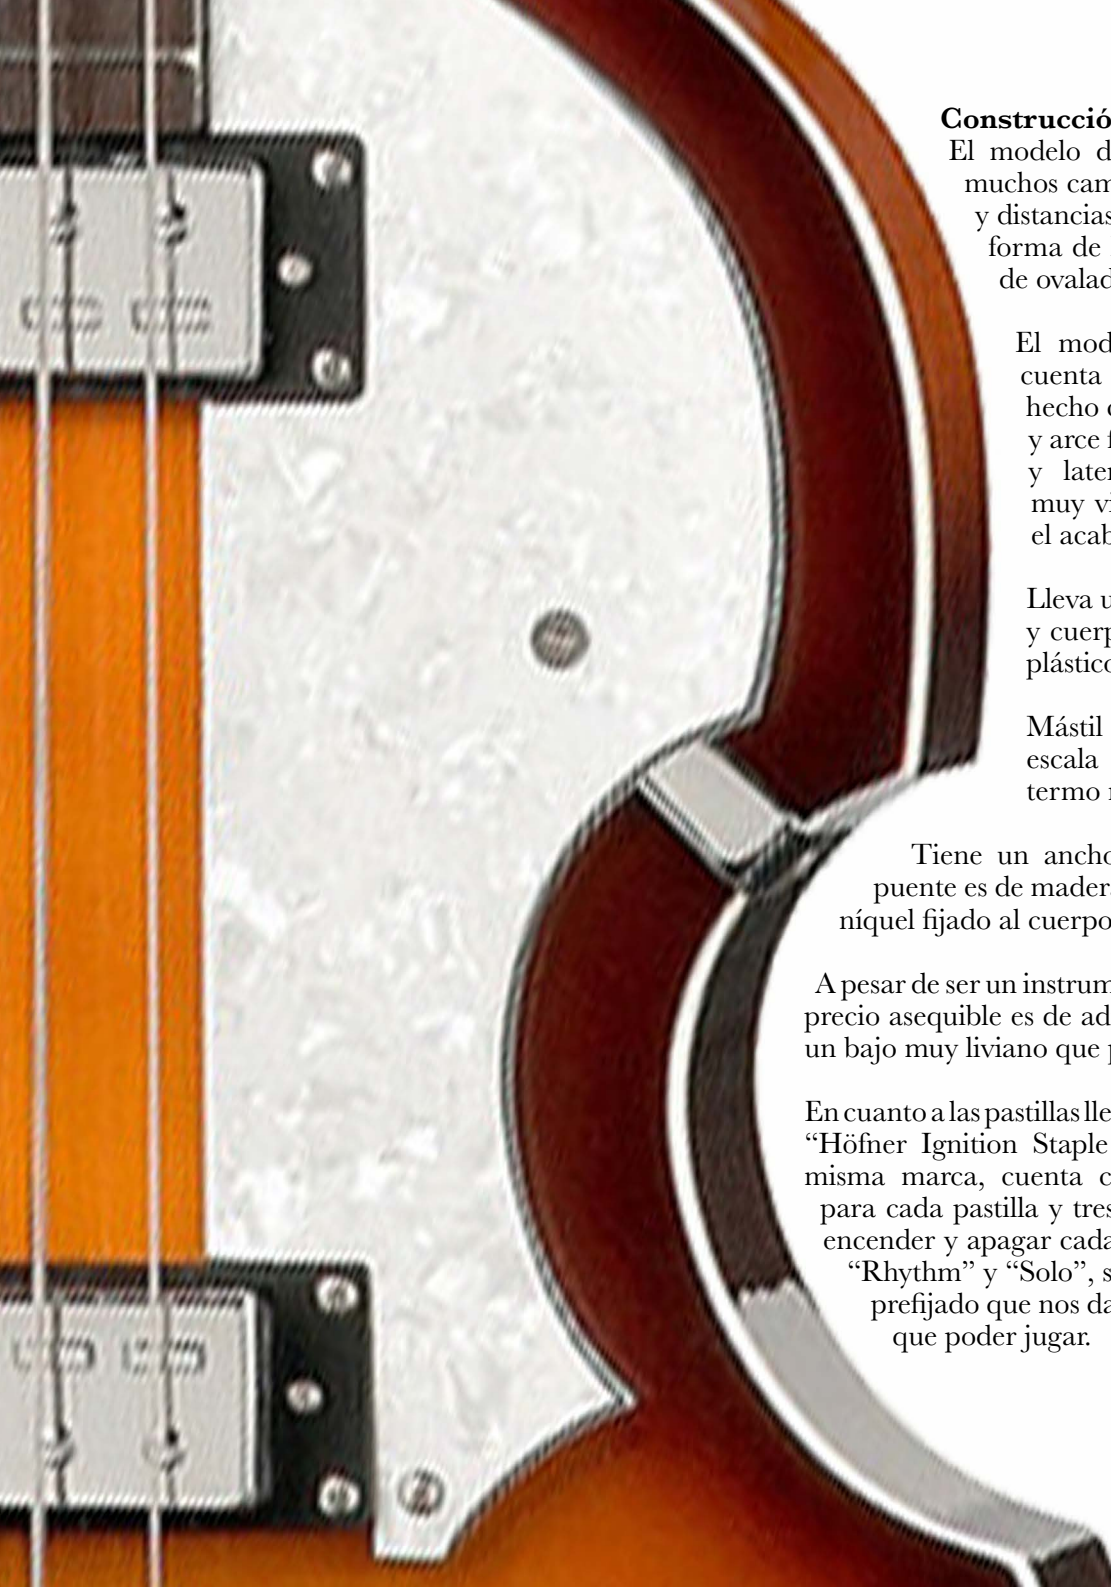 Construcció
El modelo d
muchos cam
y distancias
forma de
de ovalad
El mod
cuenta
hecho
y arce f
y later
muy vi
el acab
Lleva u
y cuerp
plástico
Mástil
escala
termo
Tiene un ancho
puente es de madera
níquel fijado al cuerpo
A pesar de ser un instrum
precio asequible es de ad
un bajo muy liviano que p
En cuanto a las pastillas lle
“Höfner Ignition Staple
misma marca, cuenta c
para cada pastilla y tres
encender y apagar cada
“Rhythm” y “Solo”, s
prefijado que nos da
que poder jugar.